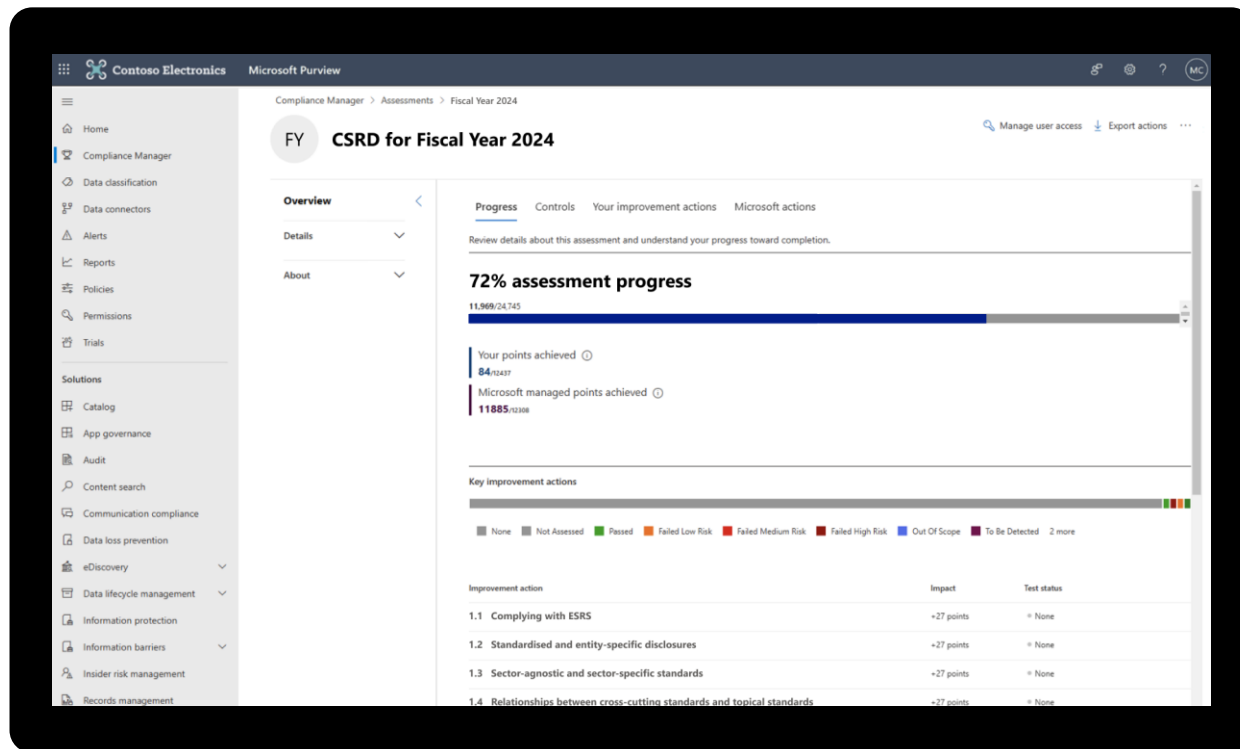 Contoso Electronics Microsoft Purview ? MC
Compliance Manager > Assessments > Fiscal Year 2024
FY CSRD for Fiscal Year 2024
Manage user access Export actions ...
Home
Compliance Manager
Data classification
Data connectors
Alerts
Reports
Policies
Permissions
Trials
Solutions
Catalog
App governance
Audit
Content search
Communication compliance
Data loss prevention
eDiscovery
Data lifecycle management
Information protection
Information barriers
Insider risk management
Records management
Overview
Details
About
Progress Controls Your improvement actions Microsoft actions
Review details about this assessment and understand your progress toward completion.
72% assessment progress
11,969/24,745
Your points achieved
84/12437
Microsoft managed points achieved
11885/12308
Key improvement actions
None Not Assessed Passed Failed Low Risk Failed Medium Risk Failed High Risk Out Of Scope To Be Detected 2 more
Improvement action Impact Test status
1.1 Complying with ESRS +27 points None
1.2 Standardised and entity-specific disclosures +27 points None
1.3 Sector-agnostic and sector-specific standards +27 points None
1.4 Relationships between cross-cutting standards and topical standards +27 points None